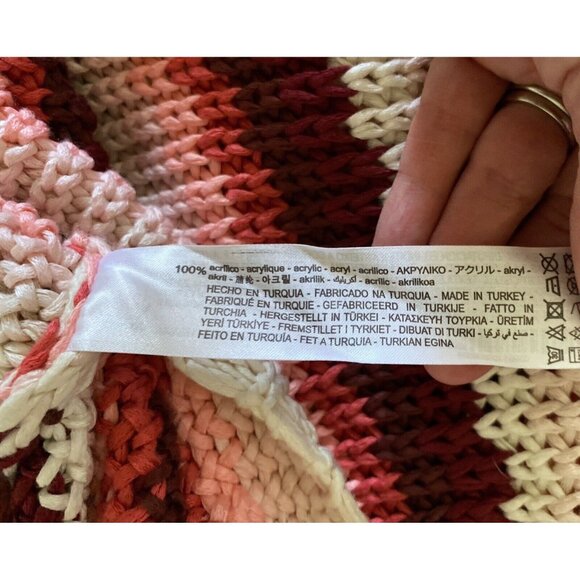 100% acrílico - acrylique - acrylic - acryl - acrilico - ΑΚΡΥΛΙΚΟ - アクリル - akryl -
akril - - 아크릴 - akrilik - أكريليك - acrilic - akrilikoa
HECHO EN TURQUIA - FABRICADO NA TURQUIA - MADE IN TURKEY -
FABRIQUÉ EN TURQUIE - GEFABRICEERD IN TURKIJE - FATTO IN
TURCHIA - HERGESTELLT IN TÜRKEI - ΚΑΤΑΣΚΕΥΗ ΤΟΥΡΚΙΑ - ÜRETİM
YERİ TÜRKİYE - FREMSTILLET I TYRKIET - DIBUAT DI TURKI - صنع في تركيا -
FEITO EN TURQUÍA - FET A TURQUIA - TURKIAN EGINA